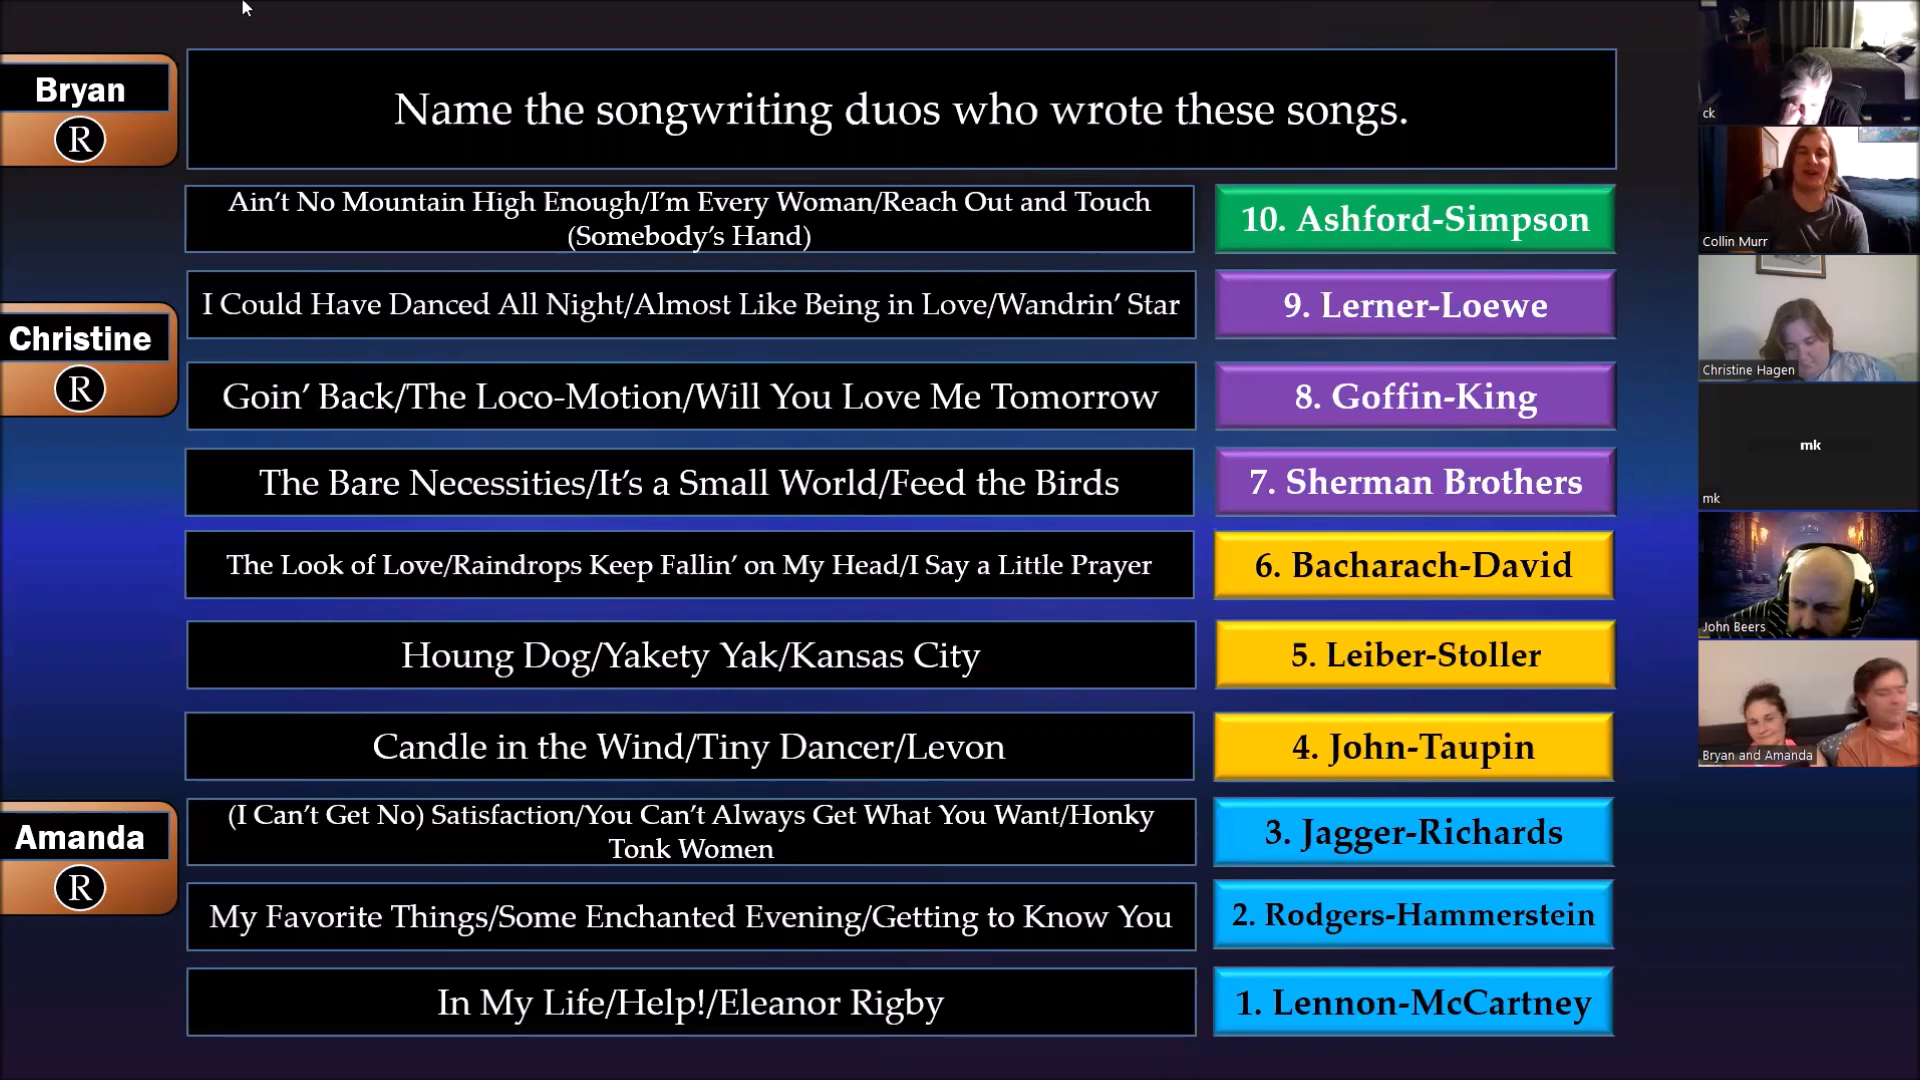 Bryan
R
Name the songwriting duos who wrote these songs.
Ain't No Mountain High Enough/I'm Every Woman/Reach Out and Touch
(Somebody's Hand)
10. Ashford-Simpson
I Could Have Danced All Night/Almost Like Being in Love/Wandrin' Star
9. Lerner-Loewe
Christine
R
Goin' Back/The Loco-Motion/Will You Love Me Tomorrow
8. Goffin-King
The Bare Necessities/It's a Small World/Feed the Birds
7. Sherman Brothers
The Look of Love/Raindrops Keep Fallin' on My Head/I Say a Little Prayer
6. Bacharach-David
Houng Dog/Yakety Yak/Kansas City
5. Leiber-Stoller
Candle in the Wind/Tiny Dancer/Levon
4. John-Taupin
(I Can't Get No) Satisfaction/You Can't Always Get What You Want/Honky
Tonk Women
3. Jagger-Richards
Amanda
R
My Favorite Things/Some Enchanted Evening/Getting to Know You
2. Rodgers-Hammerstein
In My Life/Help!/Eleanor Rigby
1. Lennon-McCartney
ck
Collin Murr
Christine Hagen
mk
mk
John Beers
Bryan and Amanda